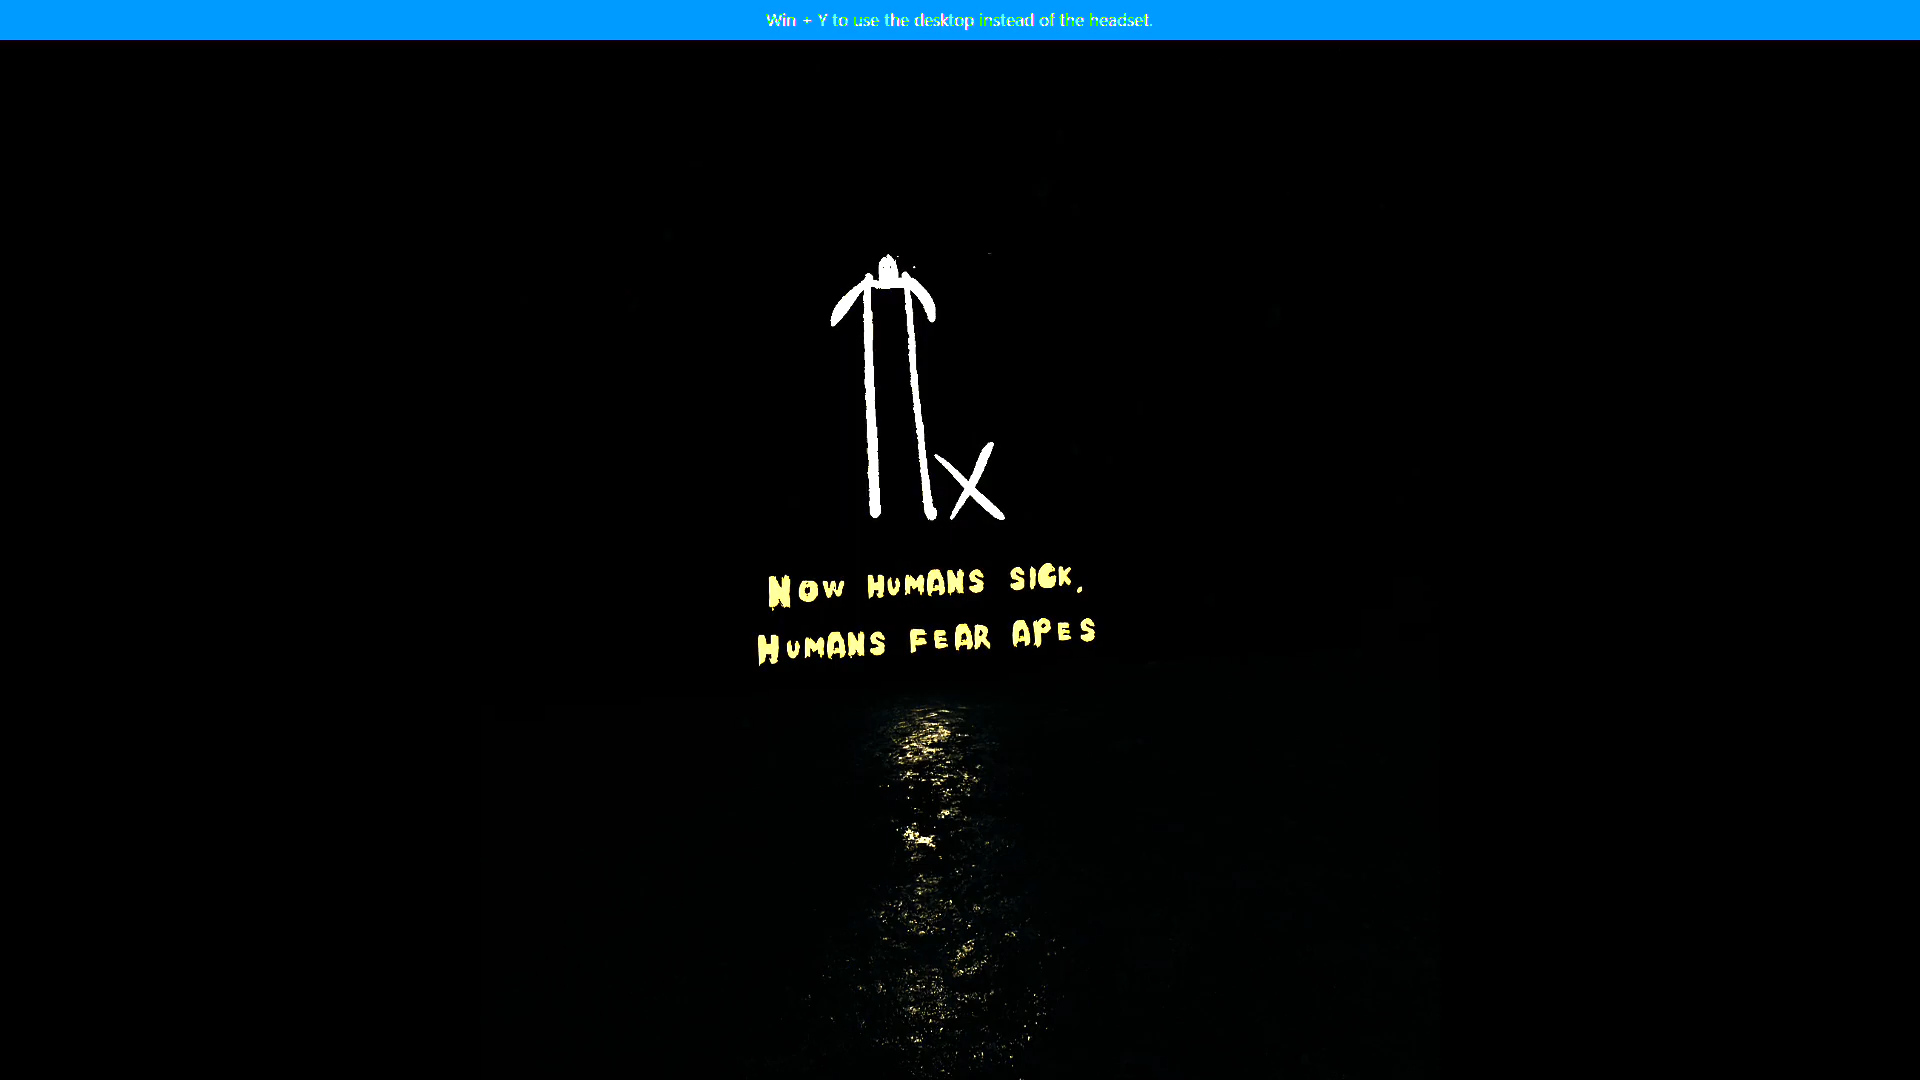 Win + Y to use the desktop instead of the headset.
NOW HUMANS SICK.
HUMANS FEAR APES